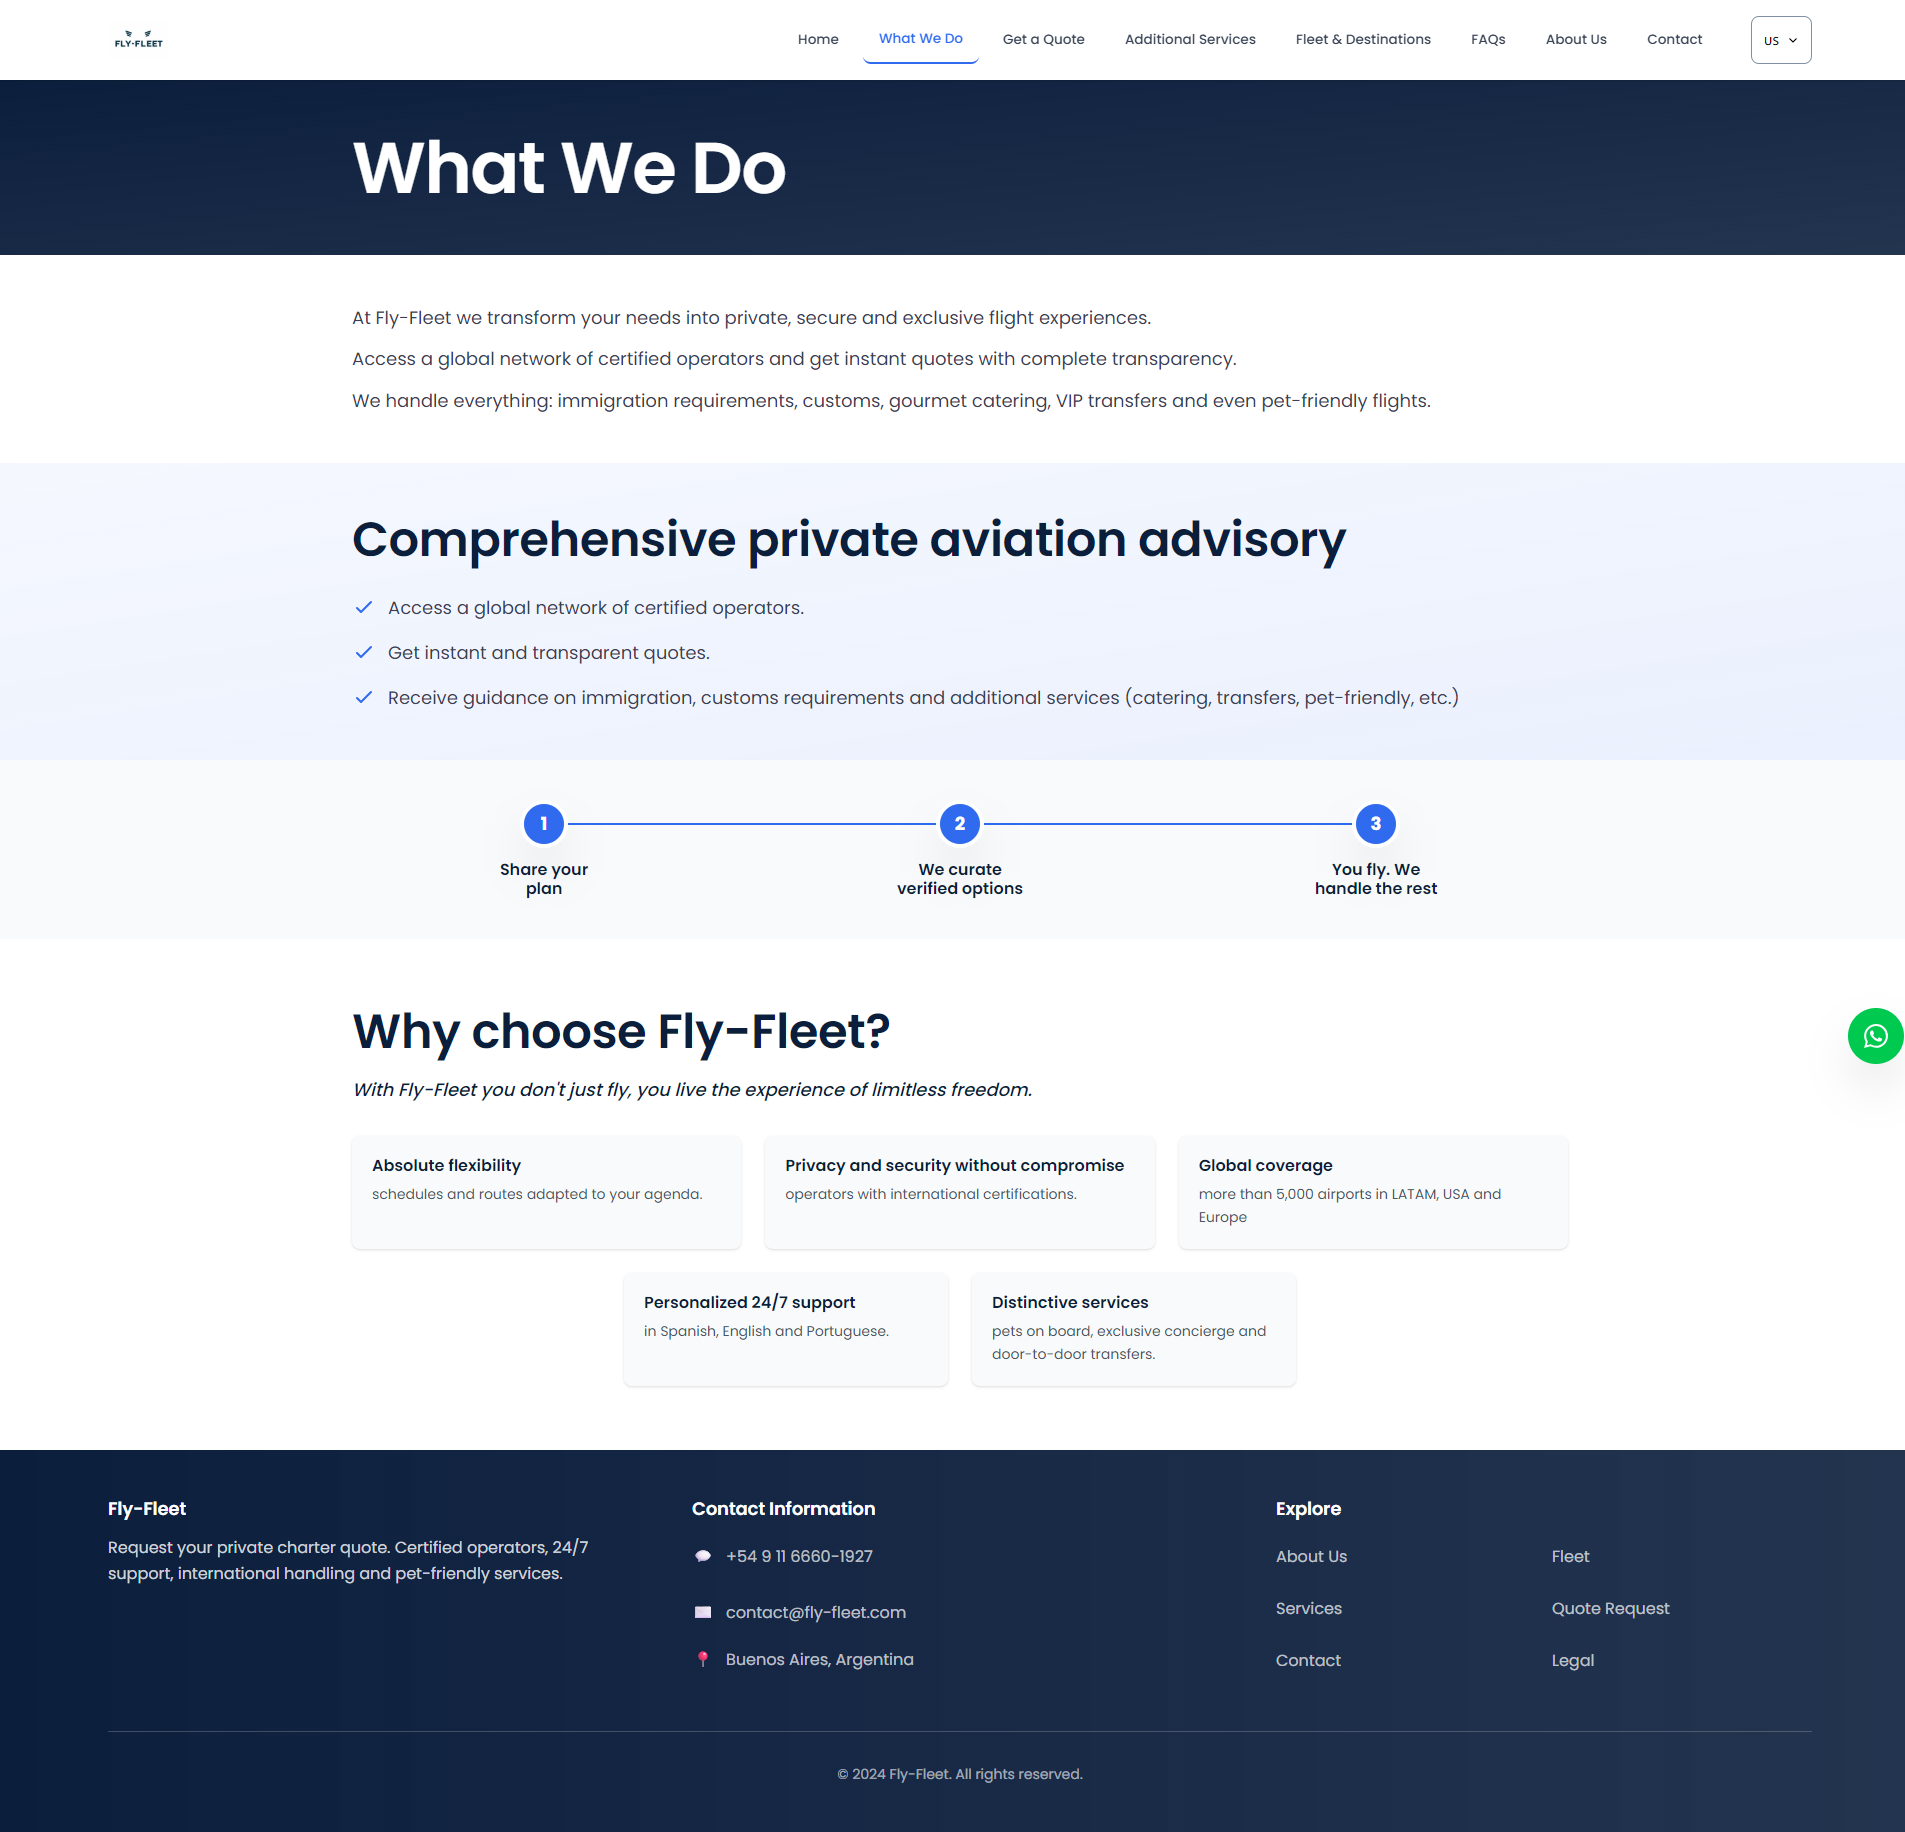 FLY-FLEET
Home
What We Do
Get a Quote
Additional Services
Fleet & Destinations
FAQs
About Us
Contact
US
What We Do
At Fly-Fleet we transform your needs into private, secure and exclusive flight experiences.
Access a global network of certified operators and get instant quotes with complete transparency.
We handle everything: immigration requirements, customs, gourmet catering, VIP transfers and even pet-friendly flights.
Comprehensive private aviation advisory
Access a global network of certified operators.
Get instant and transparent quotes.
Receive guidance on immigration, customs requirements and additional services (catering, transfers, pet-friendly, etc.)
1
Share your
plan
2
We curate
verified options
3
You fly. We
handle the rest
Why choose Fly-Fleet?
With Fly-Fleet you don't just fly, you live the experience of limitless freedom.
Absolute flexibility
schedules and routes adapted to your agenda.
Privacy and security without compromise
operators with international certifications.
Global coverage
more than 5,000 airports in LATAM, USA and
Europe
Personalized 24/7 support
in Spanish, English and Portuguese.
Distinctive services
pets on board, exclusive concierge and
door-to-door transfers.
Fly-Fleet
Request your private charter quote. Certified operators, 24/7
support, international handling and pet-friendly services.
Contact Information
+54 9 11 6660-1927
contact@fly-fleet.com
Buenos Aires, Argentina
Explore
About Us
Fleet
Services
Quote Request
Contact
Legal
© 2024 Fly-Fleet. All rights reserved.